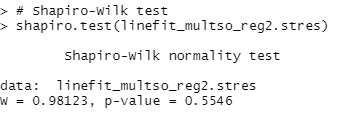 > # Shapiro-Wilk test
> shapiro.test(linefit_multso_reg2.stres)
Shapiro-Wilk normality test
data:  linefit_multso_reg2.stres
W = 0.98123, p-value = 0.5546